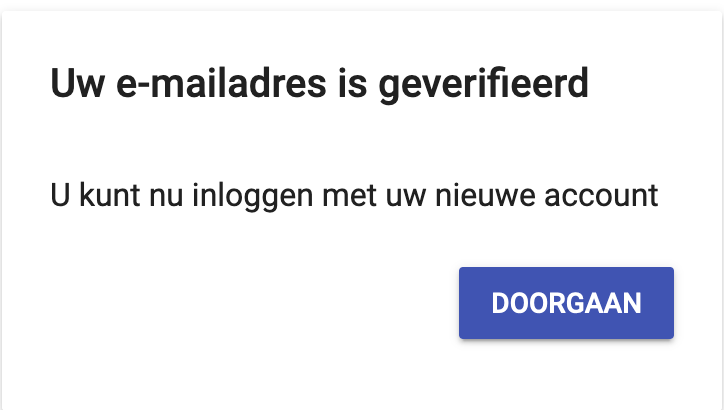 Uw e-mailadres is geverifieerd
U kunt nu inloggen met uw nieuwe account
DOORGAAN